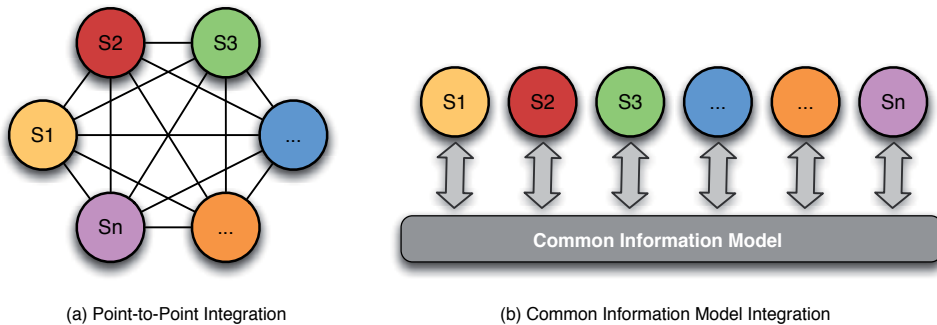 S2
S3
S1
...
Sn
...
(a) Point-to-Point Integration
S1
S2
S3
...
...
Sn
Common Information Model
(b) Common Information Model Integration